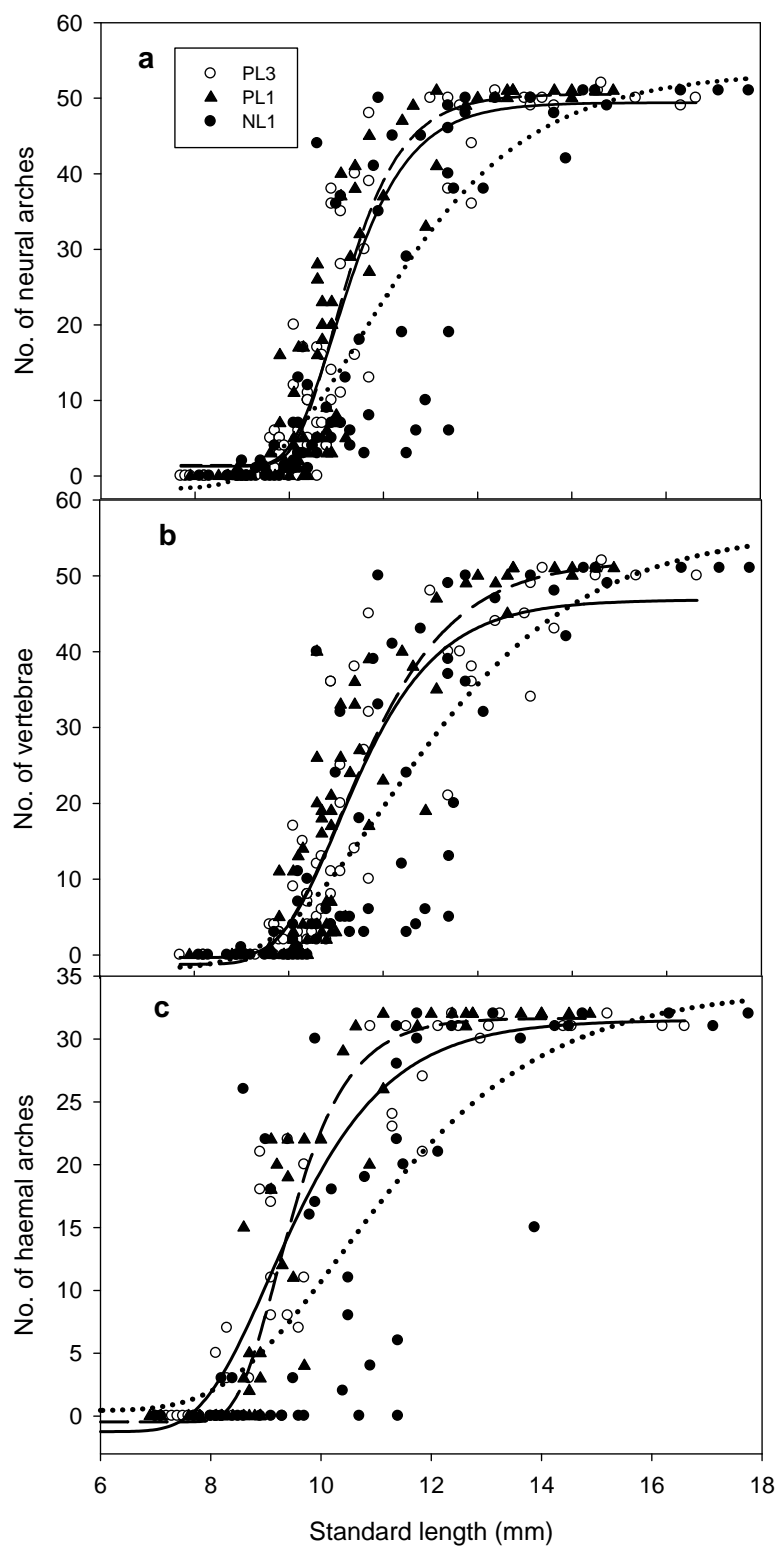 60
50
40
30
20
10
0
No. of neural arches
a
PL3
PL1
NL1
60
50
40
30
20
10
0
No. of vertebrae
b
35
30
25
20
15
10
5
0
No. of haemal arches
c
6 8 10 12 14 16 18
Standard length (mm)